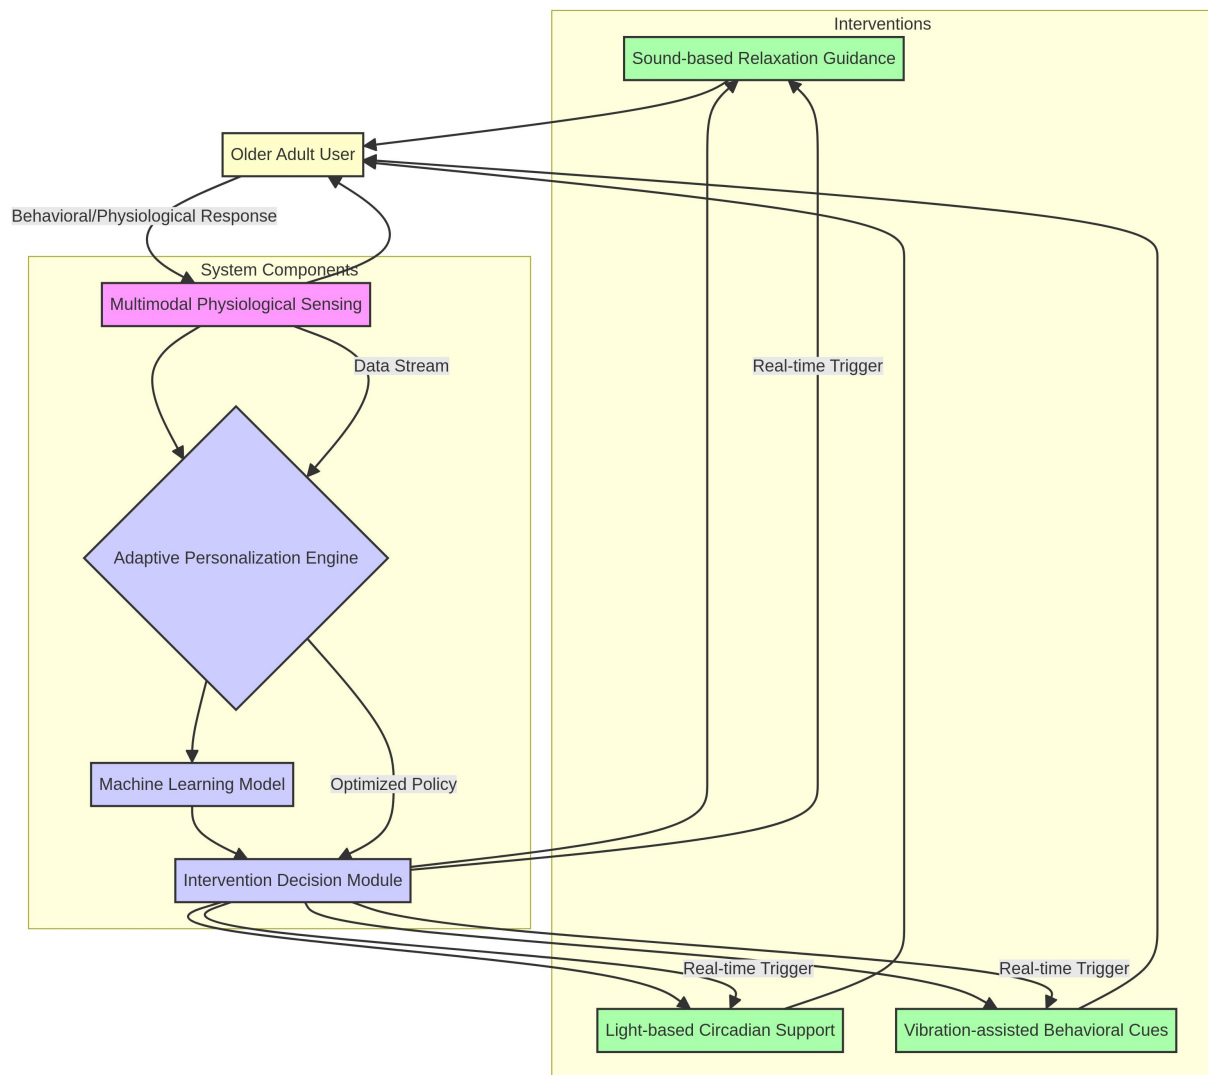 Interventions
Sound-based Relaxation Guidance
Older Adult User
Behavioral/Physiological Response
System Components
Multimodal Physiological Sensing
Data Stream
Real-time Trigger
Adaptive Personalization Engine
Machine Learning Model
Optimized Policy
Intervention Decision Module
Real-time Trigger
Real-time Trigger
Light-based Circadian Support
Vibration-assisted Behavioral Cues